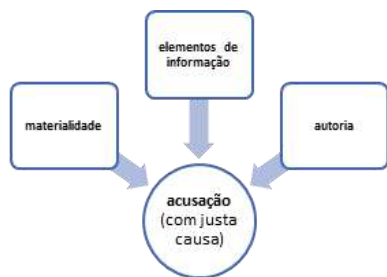 elementos de
informação
materialidade
autoria
acusação
(com justa
causa)